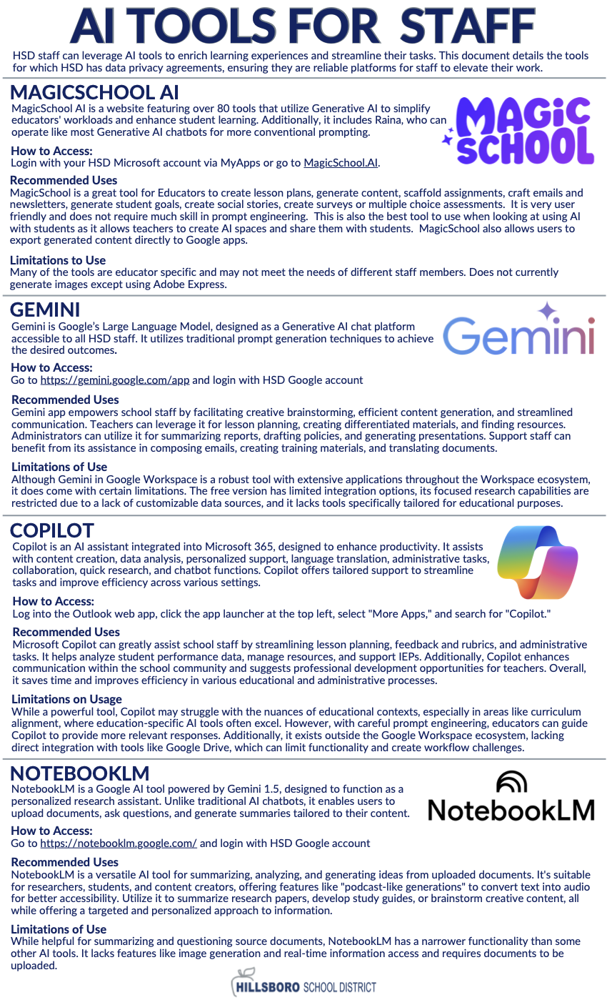 AI TOOLS FOR STAFF
HSD staff can leverage AI tools to enrich learning experiences and streamline their tasks. This document details the tools
for which HSD has data privacy agreements, ensuring they are reliable platforms for staff to elevate their work.
MAGICSCHOOL AI
MagicSchool AI is a website featuring over 80 tools that utilize Generative AI to simplify
educators' workloads and enhance student learning. Additionally, it includes Raina, who can
operate like most Generative AI chatbots for more conventional prompting.
MAGIC
SCHOOL
How to Access:
Login with your HSD Microsoft account via MyApps or go to MagicSchool.AI.
Recommended Uses
MagicSchool is a great tool for Educators to create lesson plans, generate content, scaffold assignments, craft emails and
newsletters, generate student goals, create social stories, create surveys or multiple choice assessments. It is very user
friendly and does not require much skill in prompt engineering. This is also the best tool to use when looking at using AI
with students as it allows teachers to create AI spaces and share them with students. MagicSchool also allows users to
export generated content directly to Google apps.
Limitations to Use
Many of the tools are educator specific and may not meet the needs of different staff members. Does not currently
generate images except using Adobe Express.
GEMINI
Gemini is Google's Large Language Model, designed as a Generative AI chat platform
accessible to all HSD staff. It utilizes traditional prompt generation techniques to achieve
the desired outcomes.
Gemini
How to Access:
Go to https://gemini.google.com/app and login with HSD Google account
Recommended Uses
Gemini app empowers school staff by facilitating creative brainstorming, efficient content generation, and streamlined
communication. Teachers can leverage it for lesson planning, creating differentiated materials, and finding resources.
Administrators can utilize it for summarizing reports, drafting policies, and generating presentations. Support staff can
benefit from its assistance in composing emails, creating training materials, and translating documents.
Limitations of Use
Although Gemini in Google Workspace is a robust tool with extensive applications throughout the Workspace ecosystem,
it does come with certain limitations. The free version has limited integration options, its focused research capabilities are
restricted due to a lack of customizable data sources, and it lacks tools specifically tailored for educational purposes.
COPILOT
Copilot is an AI assistant integrated into Microsoft 365, designed to enhance productivity. It assists
with content creation, data analysis, personalized support, language translation, administrative tasks,
collaboration, quick research, and chatbot functions. Copilot offers tailored support to streamline
tasks and improve efficiency across various settings.
How to Access:
Log into the Outlook web app, click the app launcher at the top left, select "More Apps," and search for "Copilot."
Recommended Uses
Microsoft Copilot can greatly assist school staff by streamlining lesson planning, feedback and rubrics, and administrative
tasks. It helps analyze student performance data, manage resources, and support IEPs. Additionally, Copilot enhances
communication within the school community and suggests professional development opportunities for teachers. Overall,
it saves time and improves efficiency in various educational and administrative processes.
Limitations on Usage
While a powerful tool, Copilot may struggle with the nuances of educational contexts, especially in areas like curriculum
alignment, where education-specific AI tools often excel. However, with careful prompt engineering, educators can guide
Copilot to provide more relevant responses. Additionally, it exists outside the Google Workspace ecosystem, lacking
direct integration with tools like Google Drive, which can limit functionality and create workflow challenges.
NOTEBOOKLM
NotebookLM is a Google AI tool powered by Gemini 1.5, designed to function as a
personalized research assistant. Unlike traditional AI chatbots, it enables users to
upload documents, ask questions, and generate summaries tailored to their content.
NotebookLM
How to Access:
Go to https://notebooklm.google.com/ and login with HSD Google account
Recommended Uses
NotebookLM is a versatile AI tool for summarizing, analyzing, and generating ideas from uploaded documents. It's suitable
for researchers, students, and content creators, offering features like "podcast-like generations" to convert text into audio
for better accessibility. Utilize it to summarize research papers, develop study guides, or brainstorm creative content, all
while offering a targeted and personalized approach to information.
Limitations of Use
While helpful for summarizing and questioning source documents, NotebookLM has a narrower functionality than some
other AI tools. It lacks features like image generation and real-time information access and requires documents to be
uploaded.
HILLSBORO SCHOOL DISTRICT